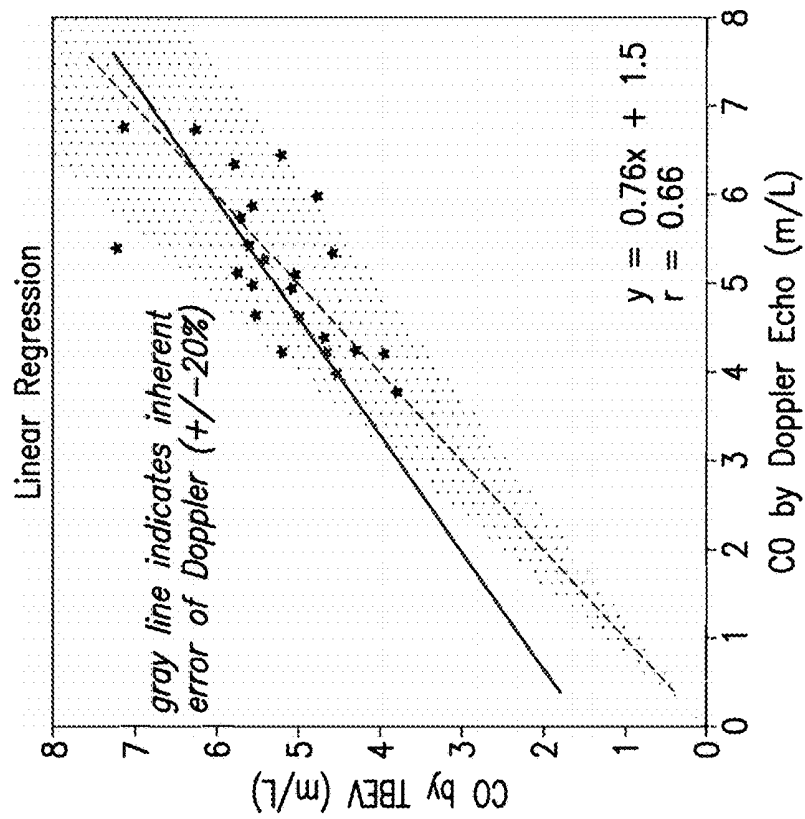 Linear Regression
gray line indicates inherent
error of Doppler (+/-20%)
CO by TBEV (m/L)
8
7
6
5
4
3
2
1
0
y = 0.76x + 1.5
r = 0.66
0 1 2 3 4 5 6 7 8
CO by Doppler Echo (m/L)